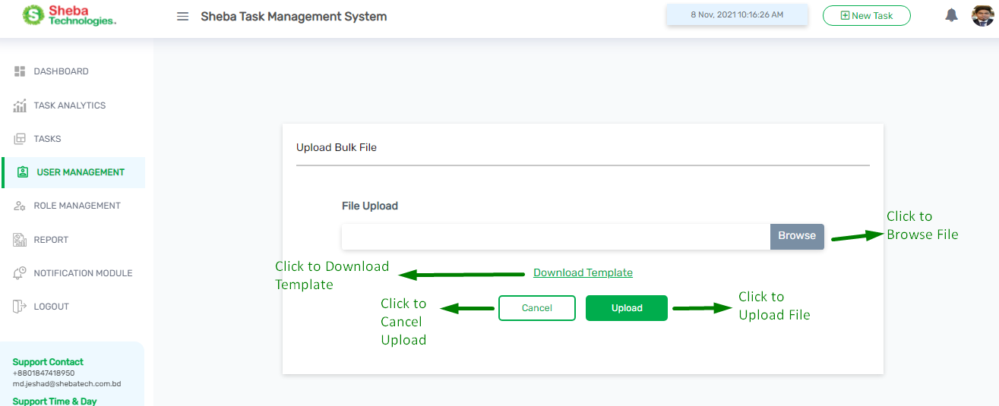 Sheba
Technologies.
Sheba Task Management System
8 Nov, 2021 10:16:26 AM
New Task
DASHBOARD
TASK ANALYTICS
TASKS
USER MANAGEMENT
ROLE MANAGEMENT
REPORT
NOTIFICATION MODULE
LOGOUT
Support Contact
+8801847418950
md.jeshad@shebatech.com.bd
Support Time & Day
Upload Bulk File
File Upload
Browse
Click to
Browse File
Click to Download
Template
Download Template
Click to
Cancel
Upload
Cancel
Upload
Click to
Upload File